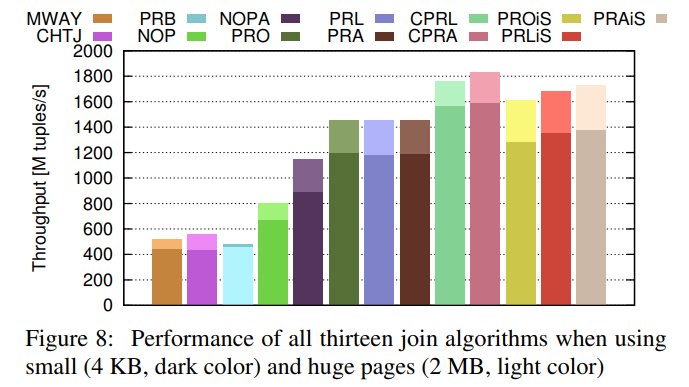 MWAY PRB NOPA PRL CPRL PROiS PRAiS
CHTJ NOP PRO PRA CPRA PRLiS
2000
1800
1600
1400
1200
1000
800
600
400
200
0
Throughput [M tuples/s]
Figure 8: Performance of all thirteen join algorithms when using
small (4 KB, dark color) and huge pages (2 MB, light color)